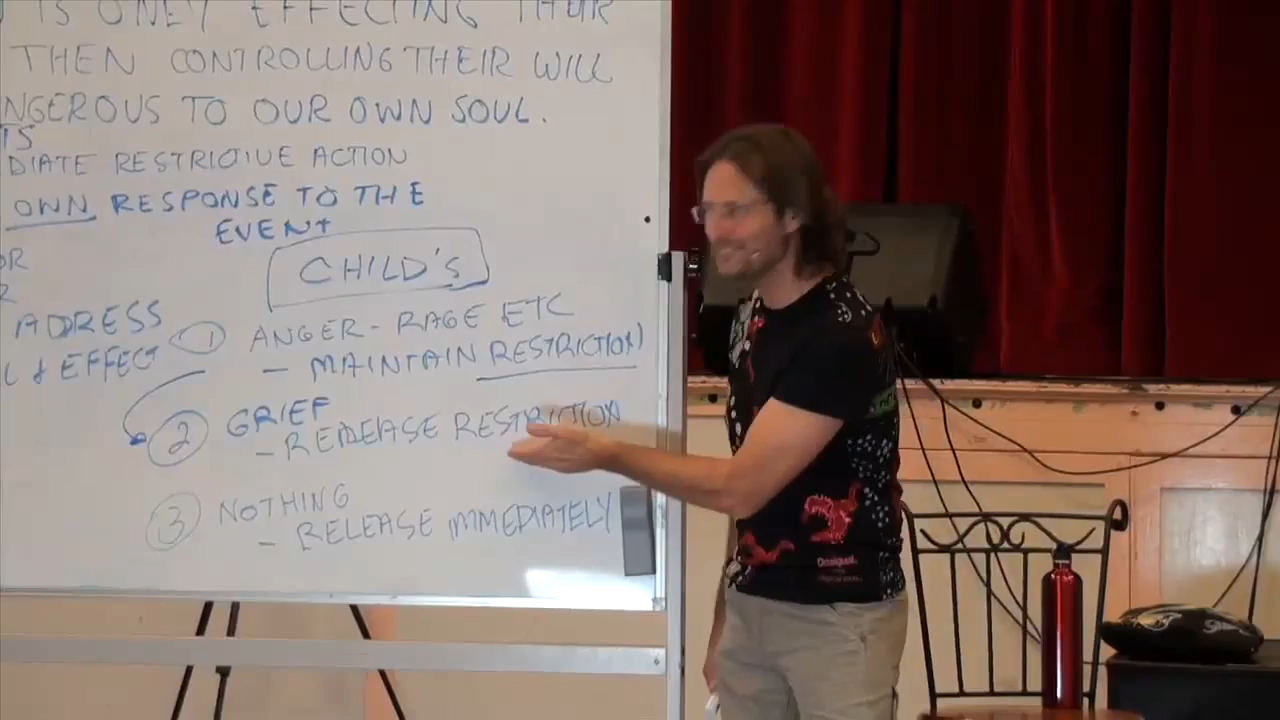 IS ONLY EFFECTING THEIR
THEN CONTROLLING THEIR WILL
NGEROUS TO OUR OWN SOUL.
TS
DIATE RESTRICTIVE ACTION
OWN RESPONSE TO THE
EVENT
OR
CHILD'S
ADDRESS
& EFFECT
1 ANGER - RAGE ETC
- MAINTAIN RESTRICTION
2 GRIEF
- RELEASE RESTRICTION
3 NOTHING
- RELEASE IMMEDIATELY
Desigual.